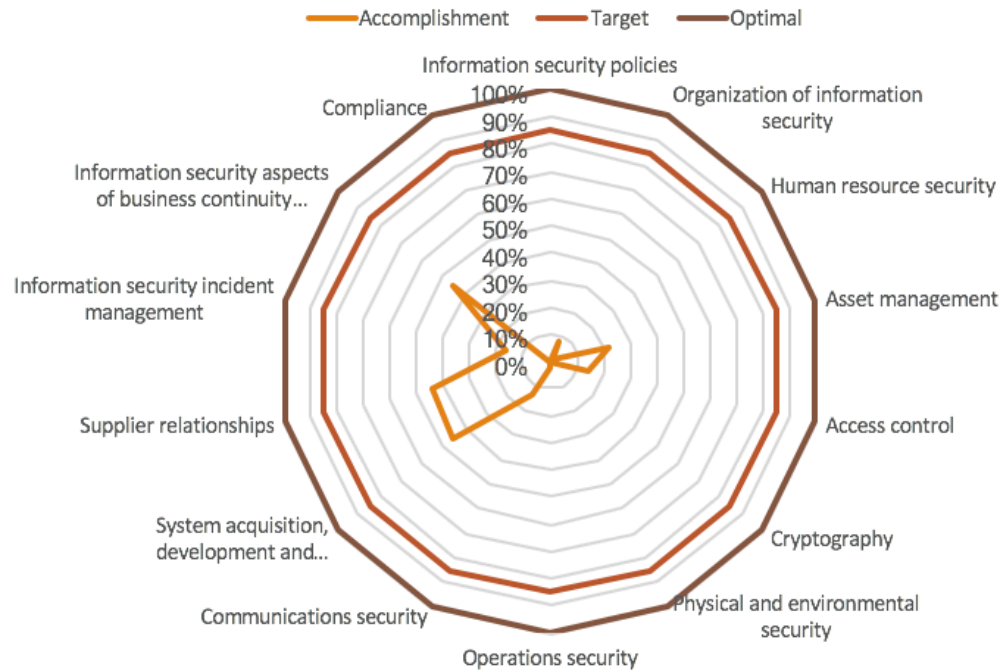 Accomplishment
Target
Optimal
Information security policies
Organization of information
security
Human resource security
Asset management
Access control
Cryptography
Physical and environmental
security
Operations security
Communications security
System acquisition,
development and...
Supplier relationships
Information security incident
management
Information security aspects
of business continuity...
Compliance
100%
90%
80%
70%
60%
50%
40%
30%
20%
10%
0%